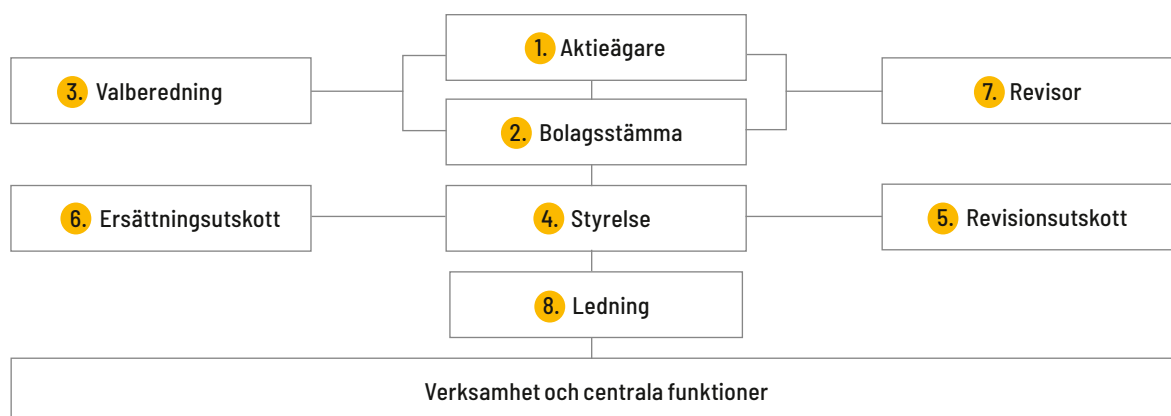 1. Aktieägare
3. Valberedning
7. Revisor
2. Bolagsstämma
6. Ersättningsutskott
4. Styrelse
5. Revisionsutskott
8. Ledning
Verksamhet och centrala funktioner